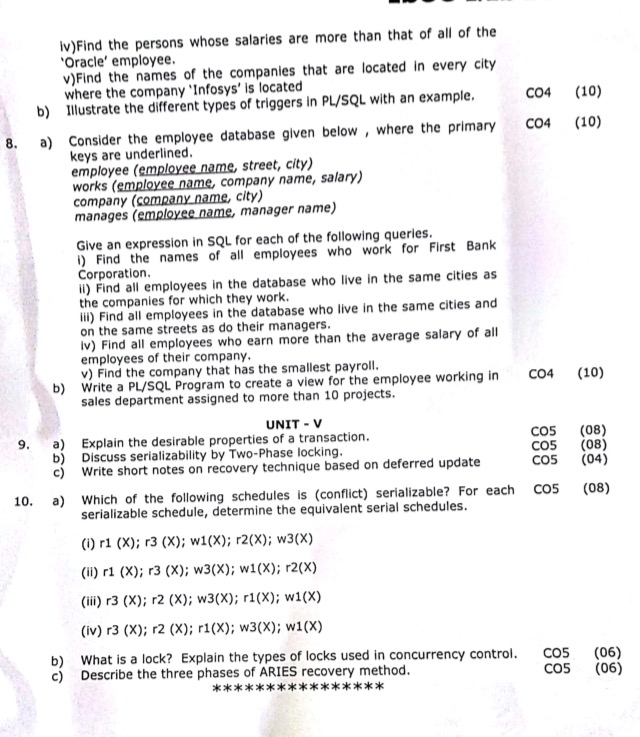 iv)Find the persons whose salaries are more than that of all of the
'Oracle' employee.
v)Find the names of the companies that are located in every city
where the company 'Infosys' is located
b) Illustrate the different types of triggers in PL/SQL with an example. CO4 (10)
8. a) Consider the employee database given below , where the primary CO4 (10)
keys are underlined.
employee (employee name, street, city)
works (employee name, company name, salary)
company (company name, city)
manages (employee name, manager name)
Give an expression in SQL for each of the following queries.
i) Find the names of all employees who work for First Bank
Corporation.
ii) Find all employees in the database who live in the same cities as
the companies for which they work.
iii) Find all employees in the database who live in the same cities and
on the same streets as do their managers.
iv) Find all employees who earn more than the average salary of all
employees of their company.
v) Find the company that has the smallest payroll.
b) Write a PL/SQL Program to create a view for the employee working in CO4 (10)
sales department assigned to more than 10 projects.
UNIT - V
9. a) Explain the desirable properties of a transaction. CO5 (08)
b) Discuss serializability by Two-Phase locking. CO5 (08)
c) Write short notes on recovery technique based on deferred update CO5 (04)
10. a) Which of the following schedules is (conflict) serializable? For each CO5 (08)
serializable schedule, determine the equivalent serial schedules.
(i) r1 (X); r3 (X); w1(X); r2(X); w3(X)
(ii) r1 (X); r3 (X); w3(X); w1(X); r2(X)
(iii) r3 (X); r2 (X); w3(X); r1(X); w1(X)
(iv) r3 (X); r2 (X); r1(X); w3(X); w1(X)
b) What is a lock? Explain the types of locks used in concurrency control. CO5 (06)
c) Describe the three phases of ARIES recovery method. CO5 (06)
****************